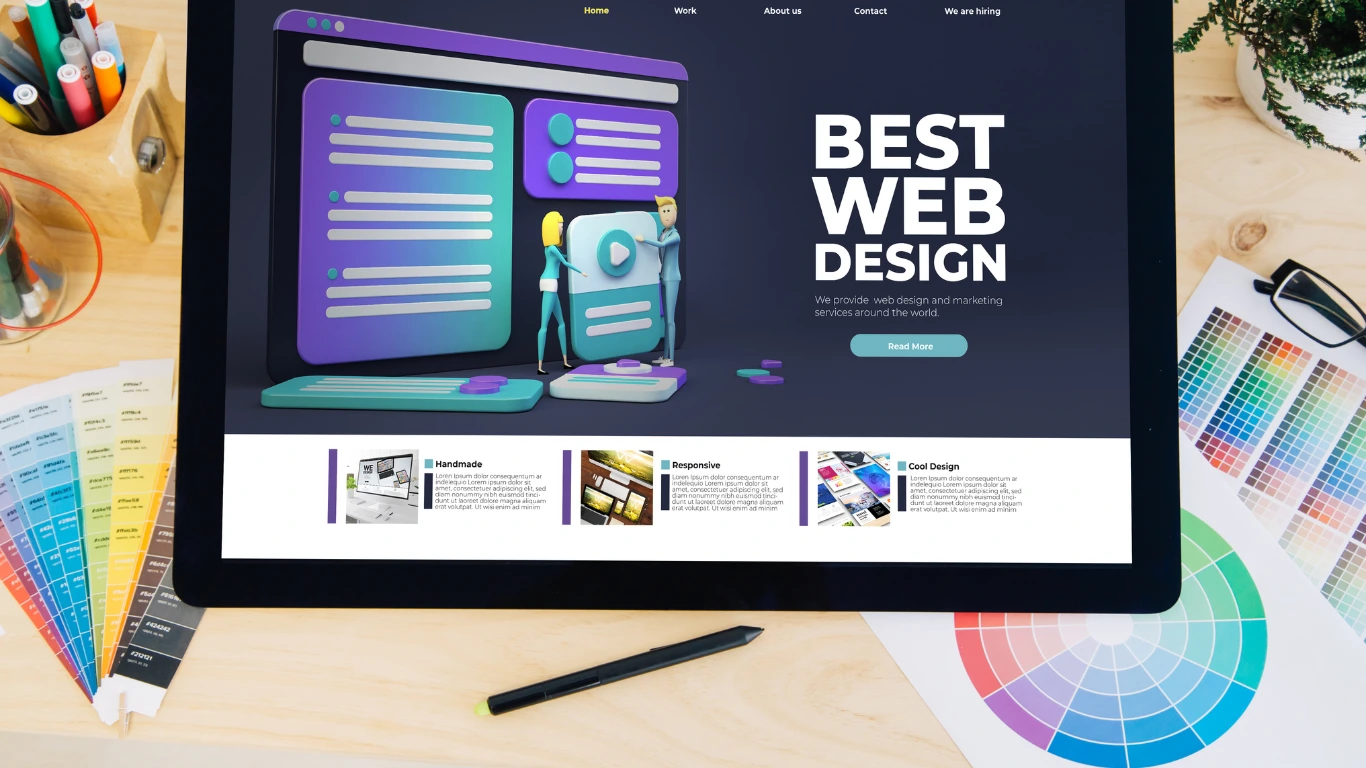 Home Work About us Contact We are hiring
BEST
WEB
DESIGN
We provide web design and marketing
services around the world.
Read More
Handmade
Lorem ipsum dolor consequentum ar
indelequo Lorem ipsum dolor sit
amet, consectetuer adipiscing elit, sed
diam nonummy nibh euismod tinci-
dunt ut laoreet dolore magna aliquam
erat volutpat. Ut wisi enim ad minim
Responsive
Lorem ipsum dolor consequentum ar
indelequo Lorem ipsum dolor sit
amet, consectetuer adipiscing elit, sed
diam nonummy nibh euismod tinci-
dunt ut laoreet dolore magna aliquam
erat volutpat. Ut wisi enim ad minim
Cool Design
Lorem ipsum dolor consequentum ar
indelequo Lorem ipsum dolor sit
amet, consectetuer adipiscing elit, sed
diam nonummy nibh euismod tinci-
dunt ut laoreet dolore magna aliquam
erat volutpat. Ut wisi enim ad minim
#424242
#212121